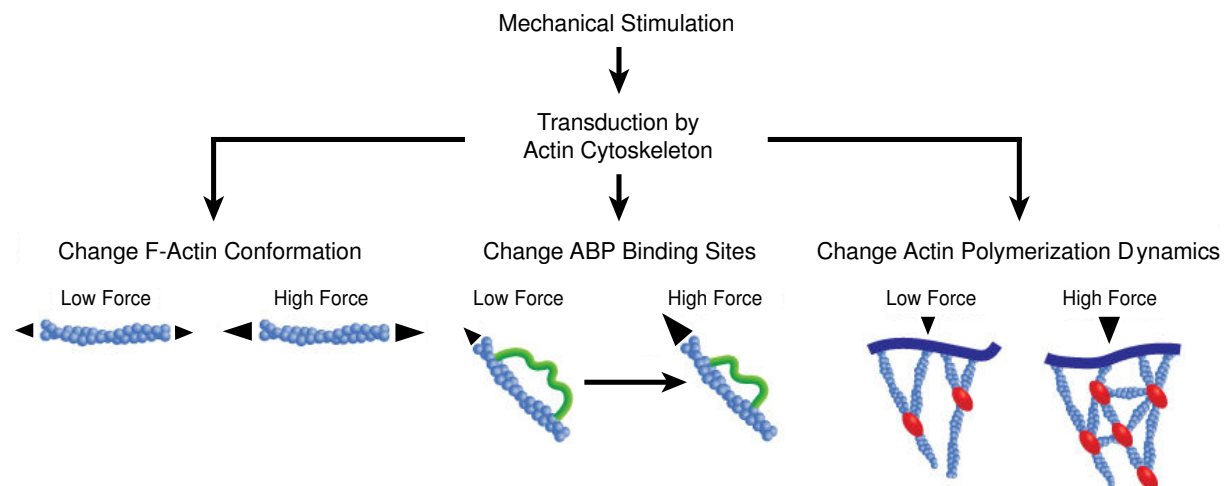 Mechanical Stimulation
Transduction by
Actin Cytoskeleton
Change F-Actin Conformation
Low Force
High Force
Change ABP Binding Sites
Low Force
High Force
Change Actin Polymerization Dynamics
Low Force
High Force